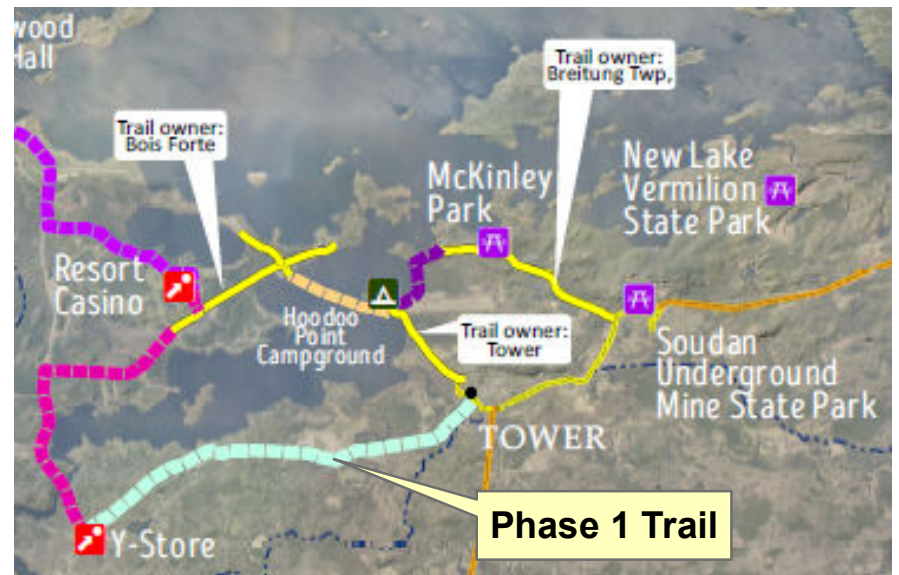 wood
Hall
Trail owner:
Breitung Twp,
Trail owner:
Bois Forte
New Lake
Vermilion
State Park
McKinley
Park
Resort
Casino
Hoodoo
Point
Campground
Trail owner:
Tower
Soudan
Underground
Mine State Park
TOWER
Phase 1 Trail
Y-Store